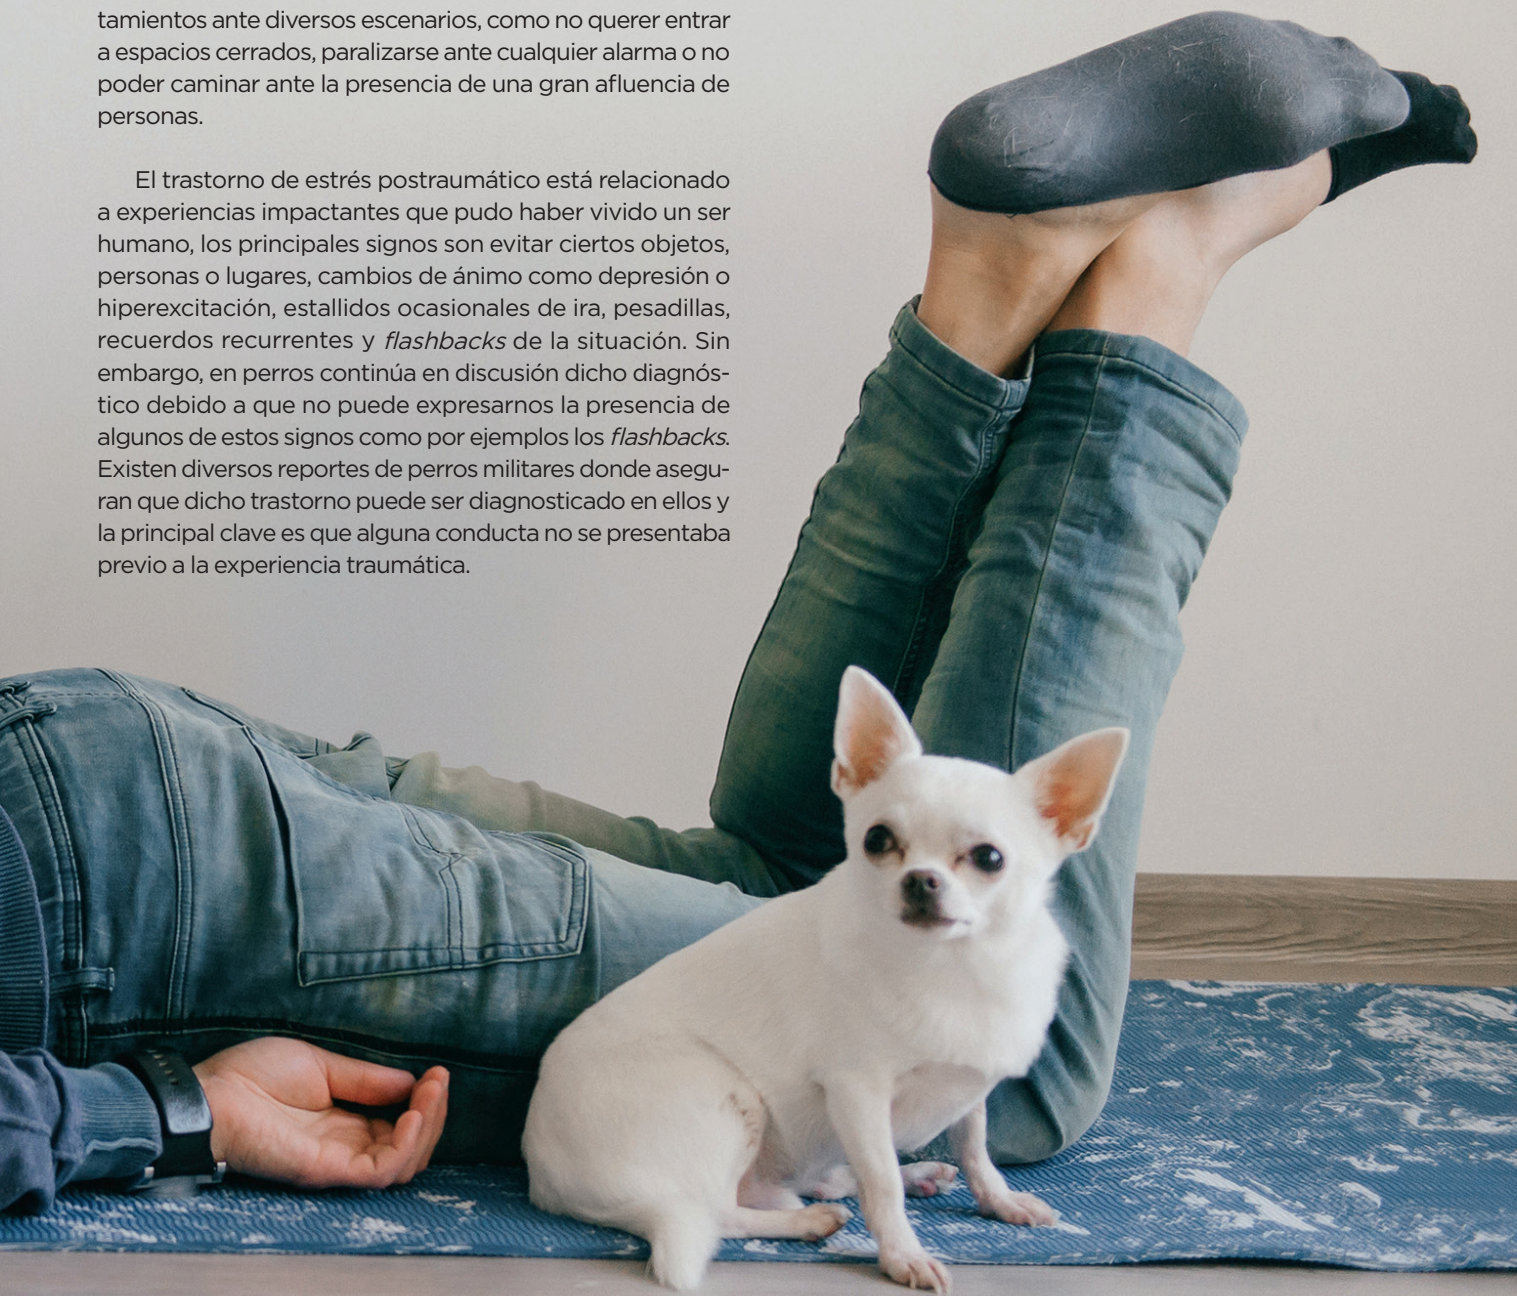 tamientos ante diversos escenarios, como no querer entrar
a espacios cerrados, paralizarse ante cualquier alarma o no
poder caminar ante la presencia de una gran afluencia de
personas.
El trastorno de estrés postraumático está relacionado
a experiencias impactantes que pudo haber vivido un ser
humano, los principales signos son evitar ciertos objetos,
personas o lugares, cambios de ánimo como depresión o
hiperexcitación, estallidos ocasionales de ira, pesadillas,
recuerdos recurrentes y flashbacks de la situación. Sin
embargo, en perros continúa en discusión dicho diagnós-
tico debido a que no puede expresarnos la presencia de
algunos de estos signos como por ejemplos los flashbacks.
Existen diversos reportes de perros militares donde asegu-
ran que dicho trastorno puede ser diagnosticado en ellos y
la principal clave es que alguna conducta no se presentaba
previo a la experiencia traumática.